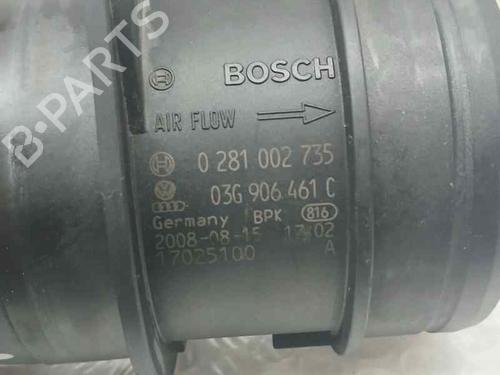 BOSCH
AIR FLOW
0 281 002 735
03G 906 461 C
Germany BPK 816
2008-08-15 17:02
17025100 A
B-PARTS